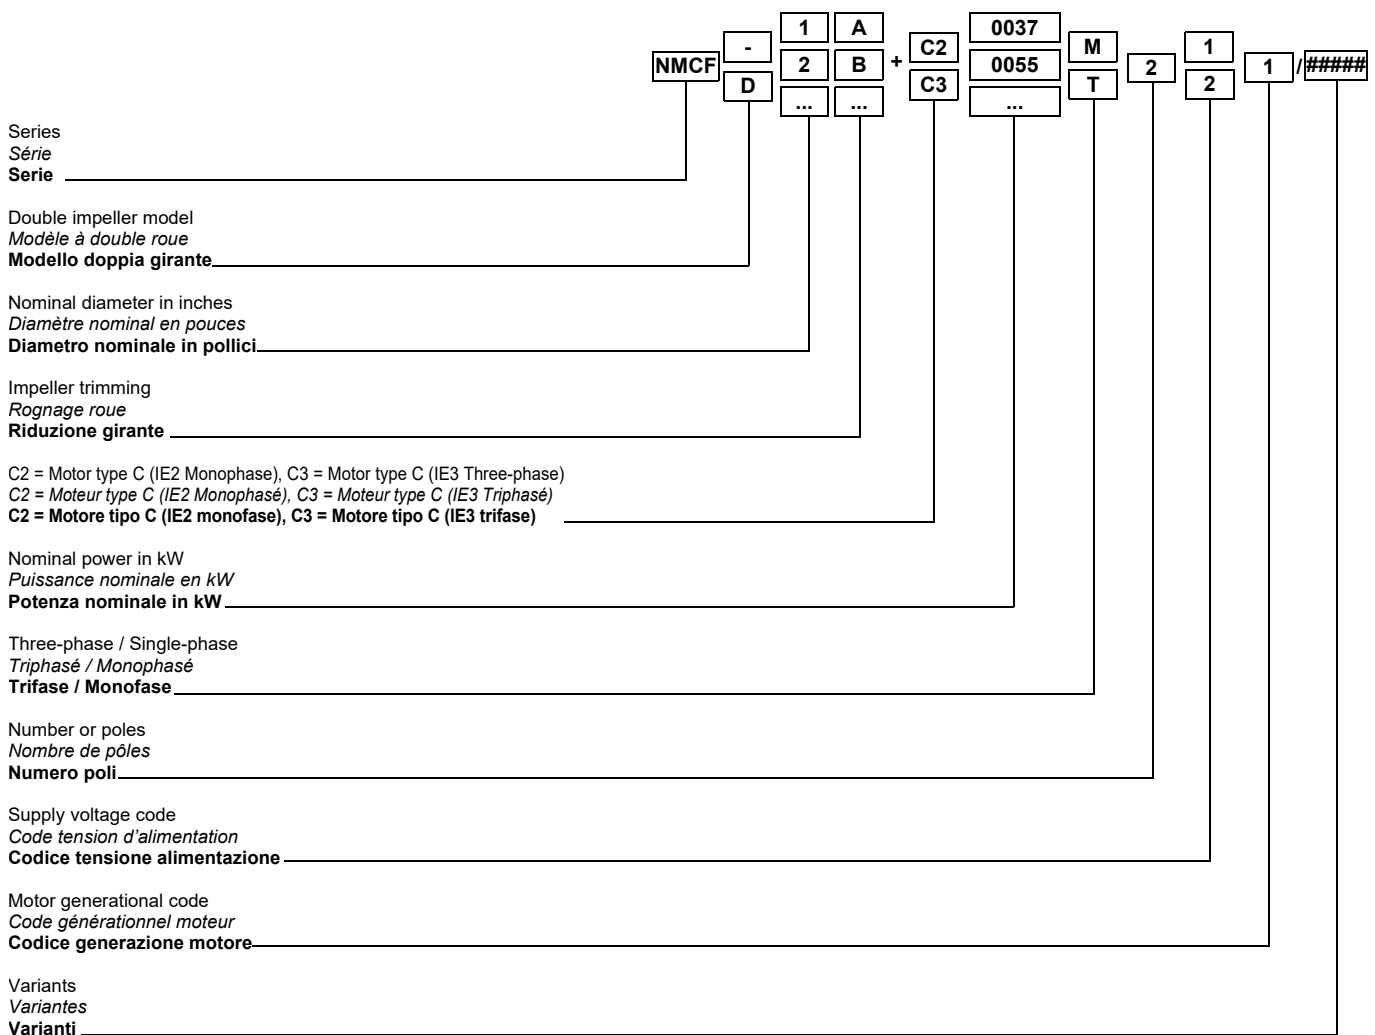 1 A 0037
- C2 M 1
NMCF 2 B + 0055 2 1 / #####
D C3 T 2
... ... ...
Series
Série
Serie
Double impeller model
Modèle à double roue
Modello doppia girante
Nominal diameter in inches
Diamètre nominal en pouces
Diametro nominale in pollici
Impeller trimming
Rognage roue
Riduzione girante
C2 = Motor type C (IE2 Monophase), C3 = Motor type C (IE3 Three-phase)
C2 = Moteur type C (IE2 Monophasé), C3 = Moteur type C (IE3 Triphasé)
C2 = Motore tipo C (IE2 monofase), C3 = Motore tipo C (IE3 trifase)
Nominal power in kW
Puissance nominale en kW
Potenza nominale in kW
Three-phase / Single-phase
Triphasé / Monophasé
Trifase / Monofase
Number or poles
Nombre de pôles
Numero poli
Supply voltage code
Code tension d'alimentation
Codice tensione alimentazione
Motor generational code
Code générationnel moteur
Codice generazione motore
Variants
Variantes
Varianti